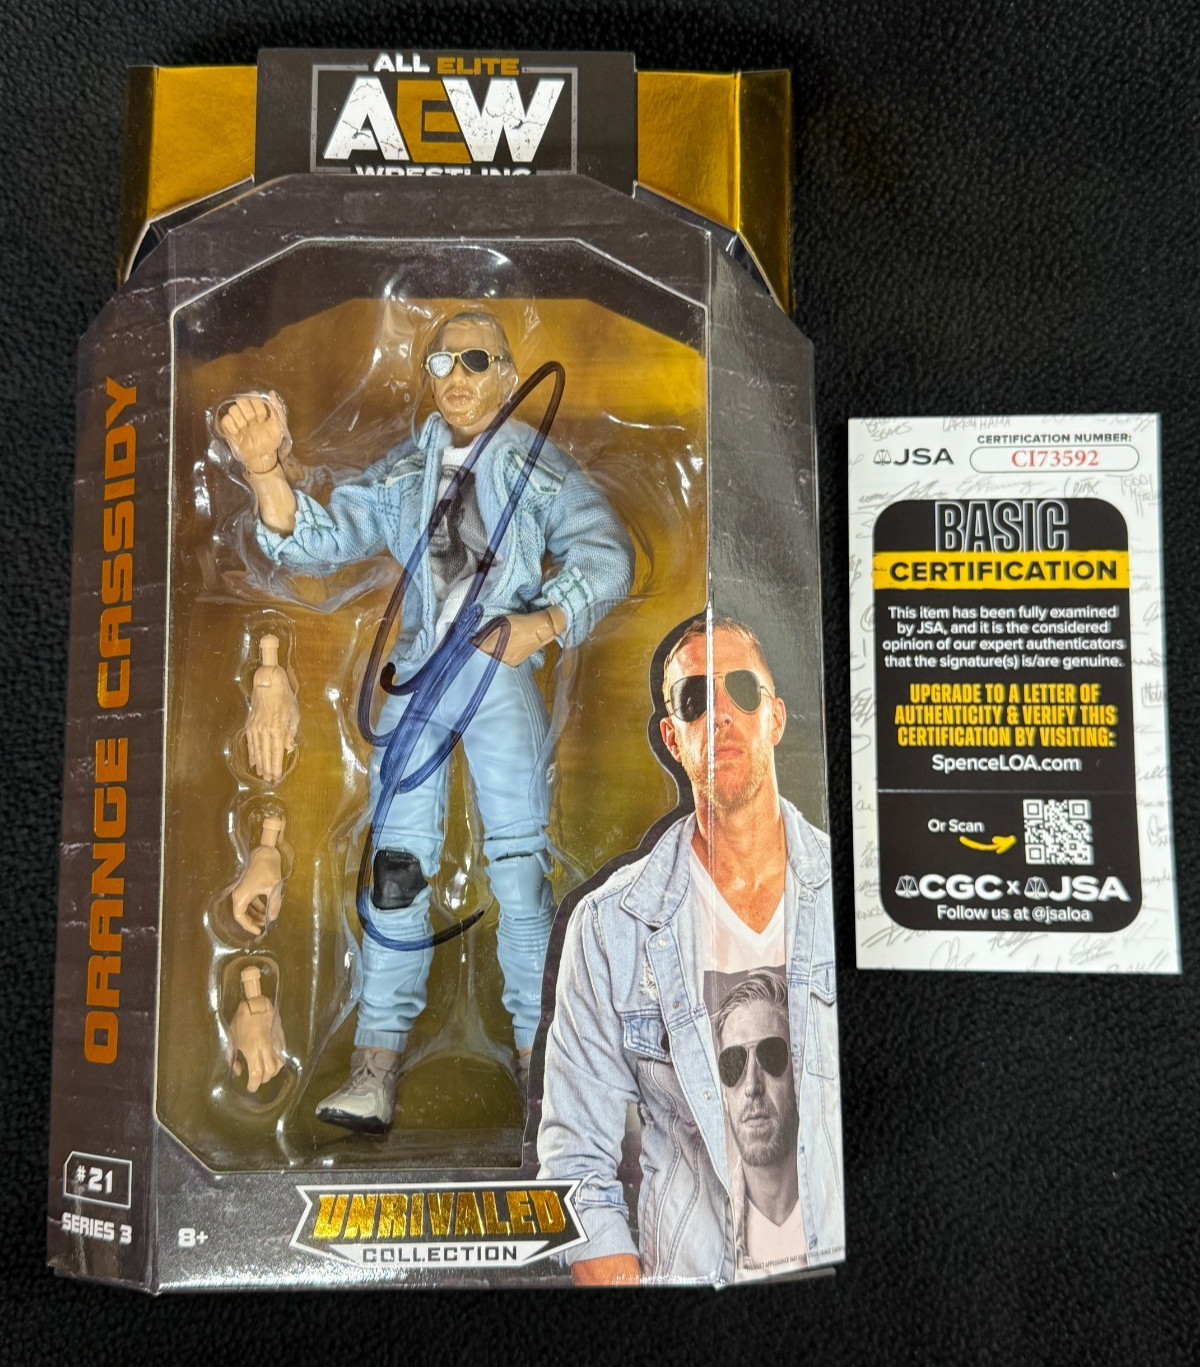 ALL ELITE
AEW
WRESTLING
ORANGE CASSIDY
#21
SERIES 3
8+
UNRIVALED
COLLECTION
JSA
CERTIFICATION NUMBER:
CI73592
BASIC
CERTIFICATION
This item has been fully examined
by JSA, and it is the considered
opinion of our expert authenticators
that the signature(s) is/are genuine.
UPGRADE TO A LETTER OF
AUTHENTICITY & VERIFY THIS
CERTIFICATION BY VISITING:
SpenceLOA.com
Or Scan
CGC x JSA
Follow us at @jsaloa